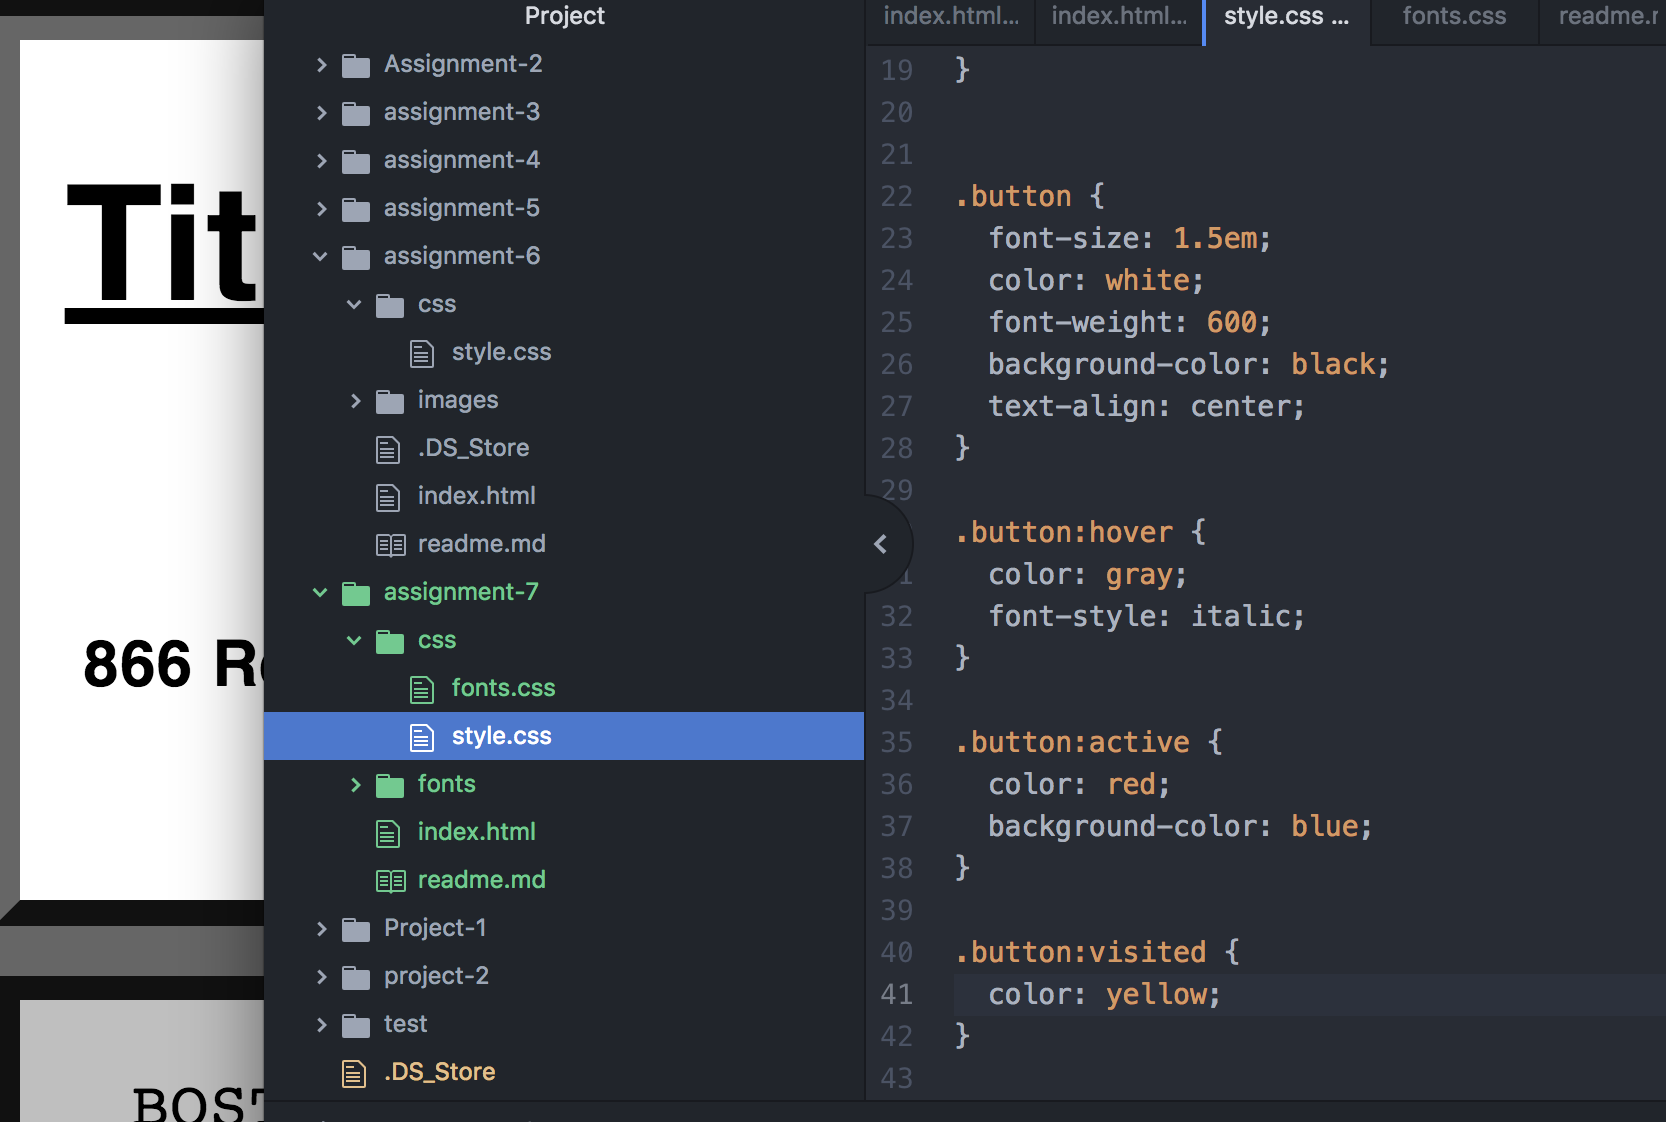 Tit
866 R
BOST
Project
Assignment-2
assignment-3
assignment-4
assignment-5
assignment-6
css
style.css
images
.DS_Store
index.html
readme.md
assignment-7
css
fonts.css
style.css
fonts
index.html
readme.md
Project-1
project-2
test
.DS_Store
index.html...
index.html...
style.css ...
fonts.css
readme.r
19 }
20
21
22 .button {
23 font-size: 1.5em;
24 color: white;
25 font-weight: 600;
26 background-color: black;
27 text-align: center;
28 }
29
.button:hover {
1 color: gray;
32 font-style: italic;
33 }
34
35 .button:active {
36 color: red;
37 background-color: blue;
38 }
39
40 .button:visited {
41 color: yellow;
42 }
43